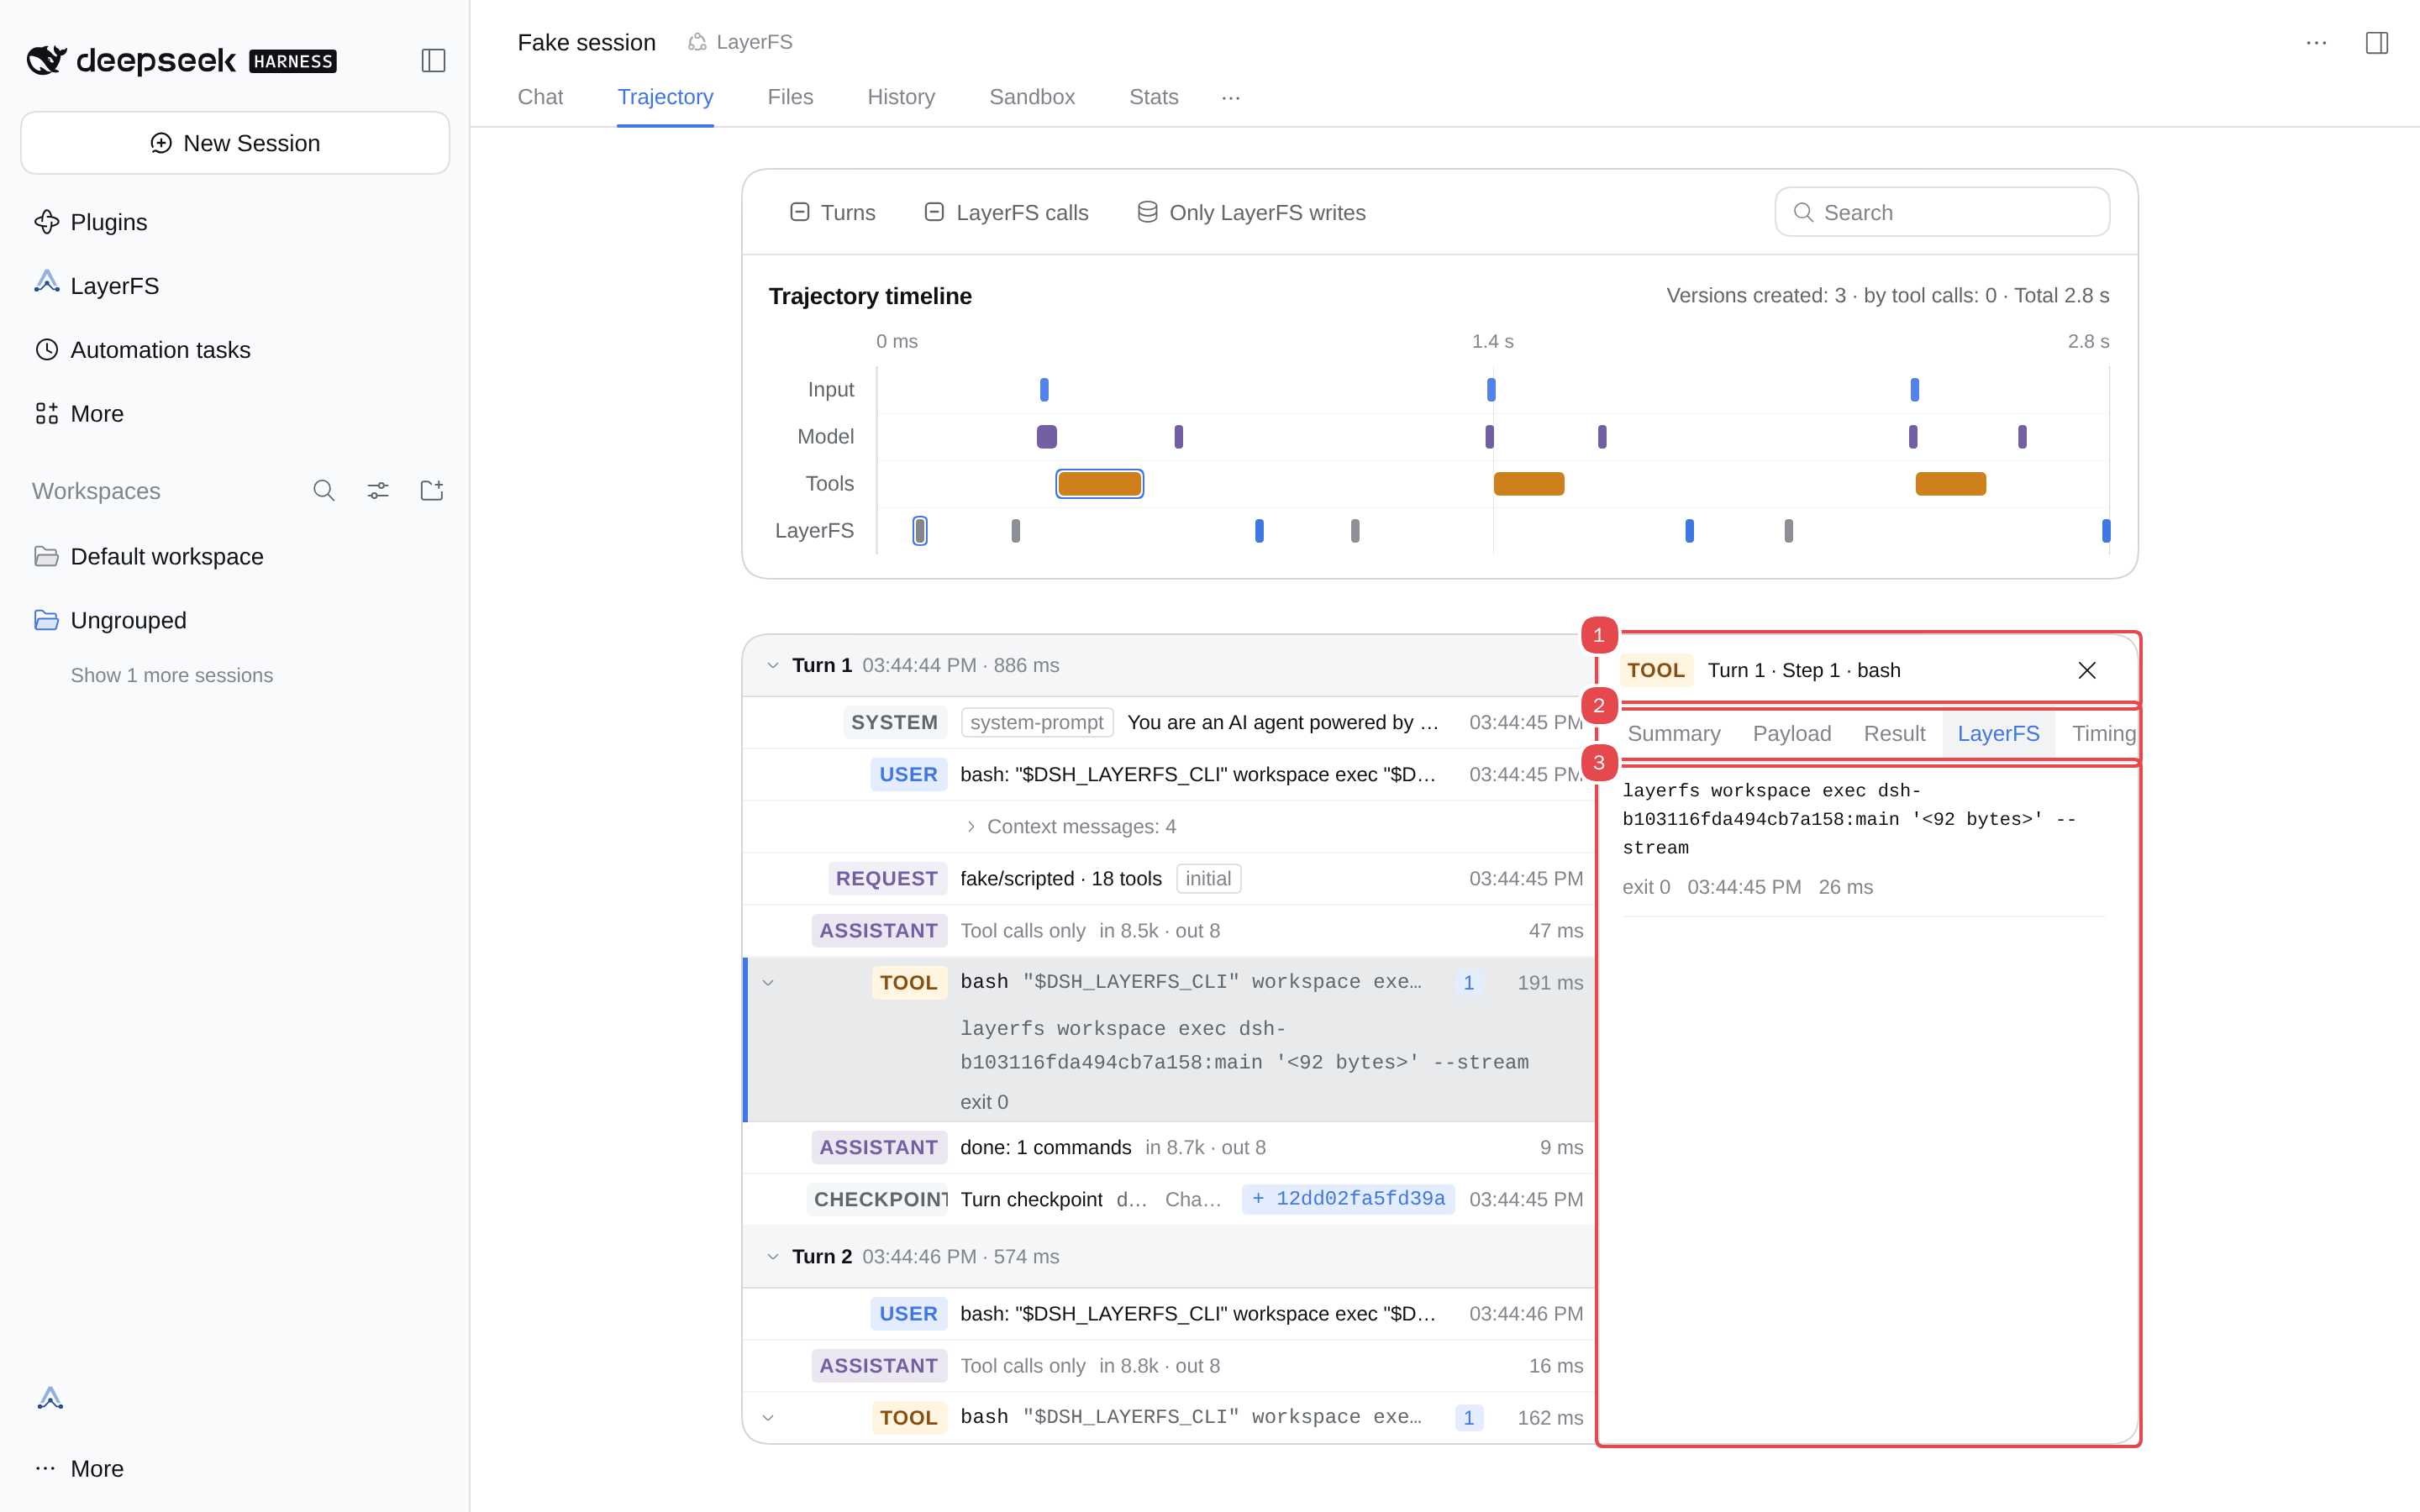 deepseek HARNESS
New Session
Plugins
LayerFS
Automation tasks
More
Workspaces
Default workspace
Ungrouped
Show 1 more sessions
More
Fake session LayerFS
Chat Trajectory Files History Sandbox Stats ...
Turns LayerFS calls Only LayerFS writes Search
Trajectory timeline Versions created: 3 · by tool calls: 0 · Total 2.8 s
0 ms 1.4 s 2.8 s
Input
Model
Tools
LayerFS
Turn 1 03:44:44 PM · 886 ms
SYSTEM system-prompt You are an AI agent powered by … 03:44:45 PM
USER bash: "$DSH_LAYERFS_CLI" workspace exec "$D… 03:44:45 PM
Context messages: 4
REQUEST fake/scripted · 18 tools initial 03:44:45 PM
ASSISTANT Tool calls only in 8.5k · out 8 47 ms
TOOL bash "$DSH_LAYERFS_CLI" workspace exe… 1 191 ms
layerfs workspace exec dsh-
b103116fda494cb7a158:main '<92 bytes>' --stream
exit 0
ASSISTANT done: 1 commands in 8.7k · out 8 9 ms
CHECKPOINT Turn checkpoint d… Cha… + 12dd02fa5fd39a 03:44:45 PM
Turn 2 03:44:46 PM · 574 ms
USER bash: "$DSH_LAYERFS_CLI" workspace exec "$D… 03:44:46 PM
ASSISTANT Tool calls only in 8.8k · out 8 16 ms
TOOL bash "$DSH_LAYERFS_CLI" workspace exe… 1 162 ms
1
TOOL Turn 1 · Step 1 · bash
2
Summary Payload Result LayerFS Timing
3
layerfs workspace exec dsh-
b103116fda494cb7a158:main '<92 bytes>' --
stream
exit 0 03:44:45 PM 26 ms